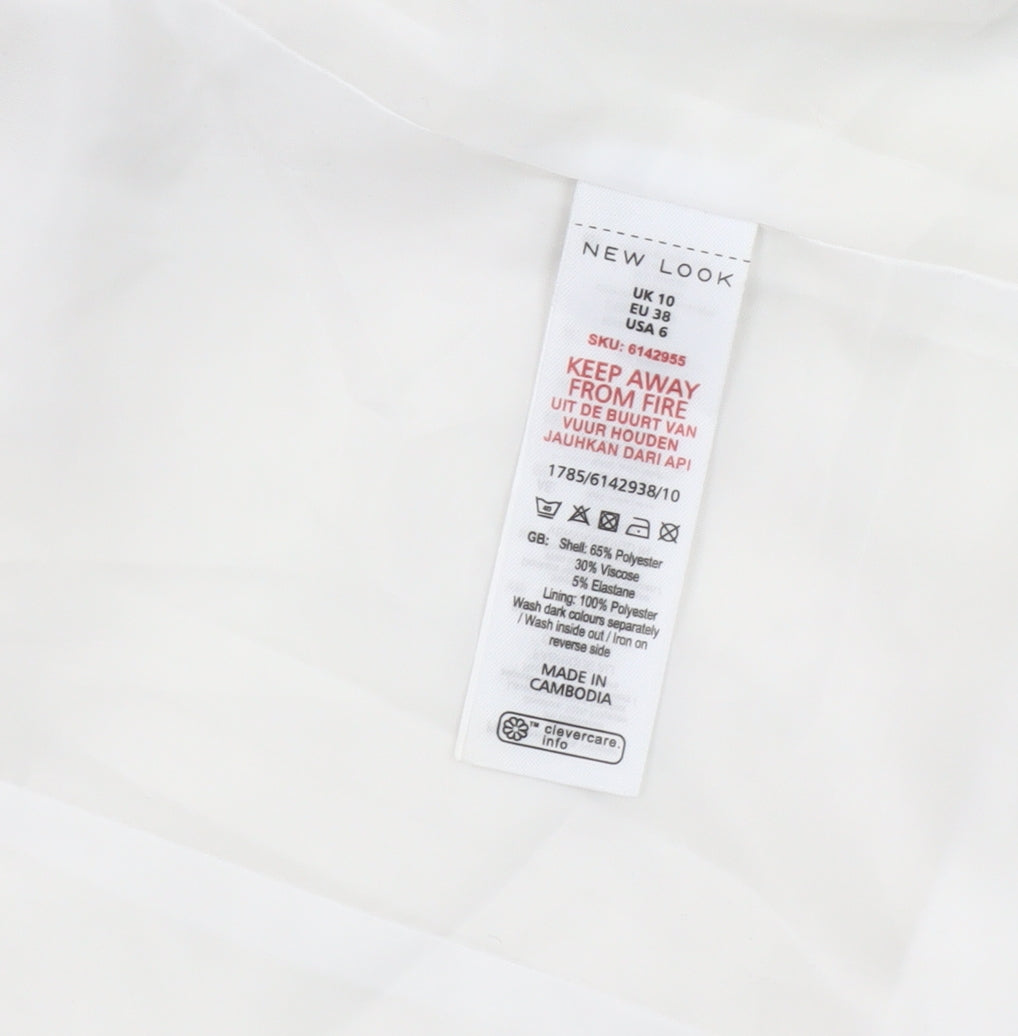 NEW LOOK
UK 10
EU 38
USA 6
SKU: 6142955
KEEP AWAY
FROM FIRE
UIT DE BUURT VAN
VUUR HOUDEN
JAUHKAN DARI API
1785/6142938/10
40
GB: Shell: 65% Polyester
30% Viscose
5% Elastane
Lining: 100% Polyester
Wash dark colours separately
/ Wash inside out / Iron on
reverse side
MADE IN
CAMBODIA
™ clevercare.
info